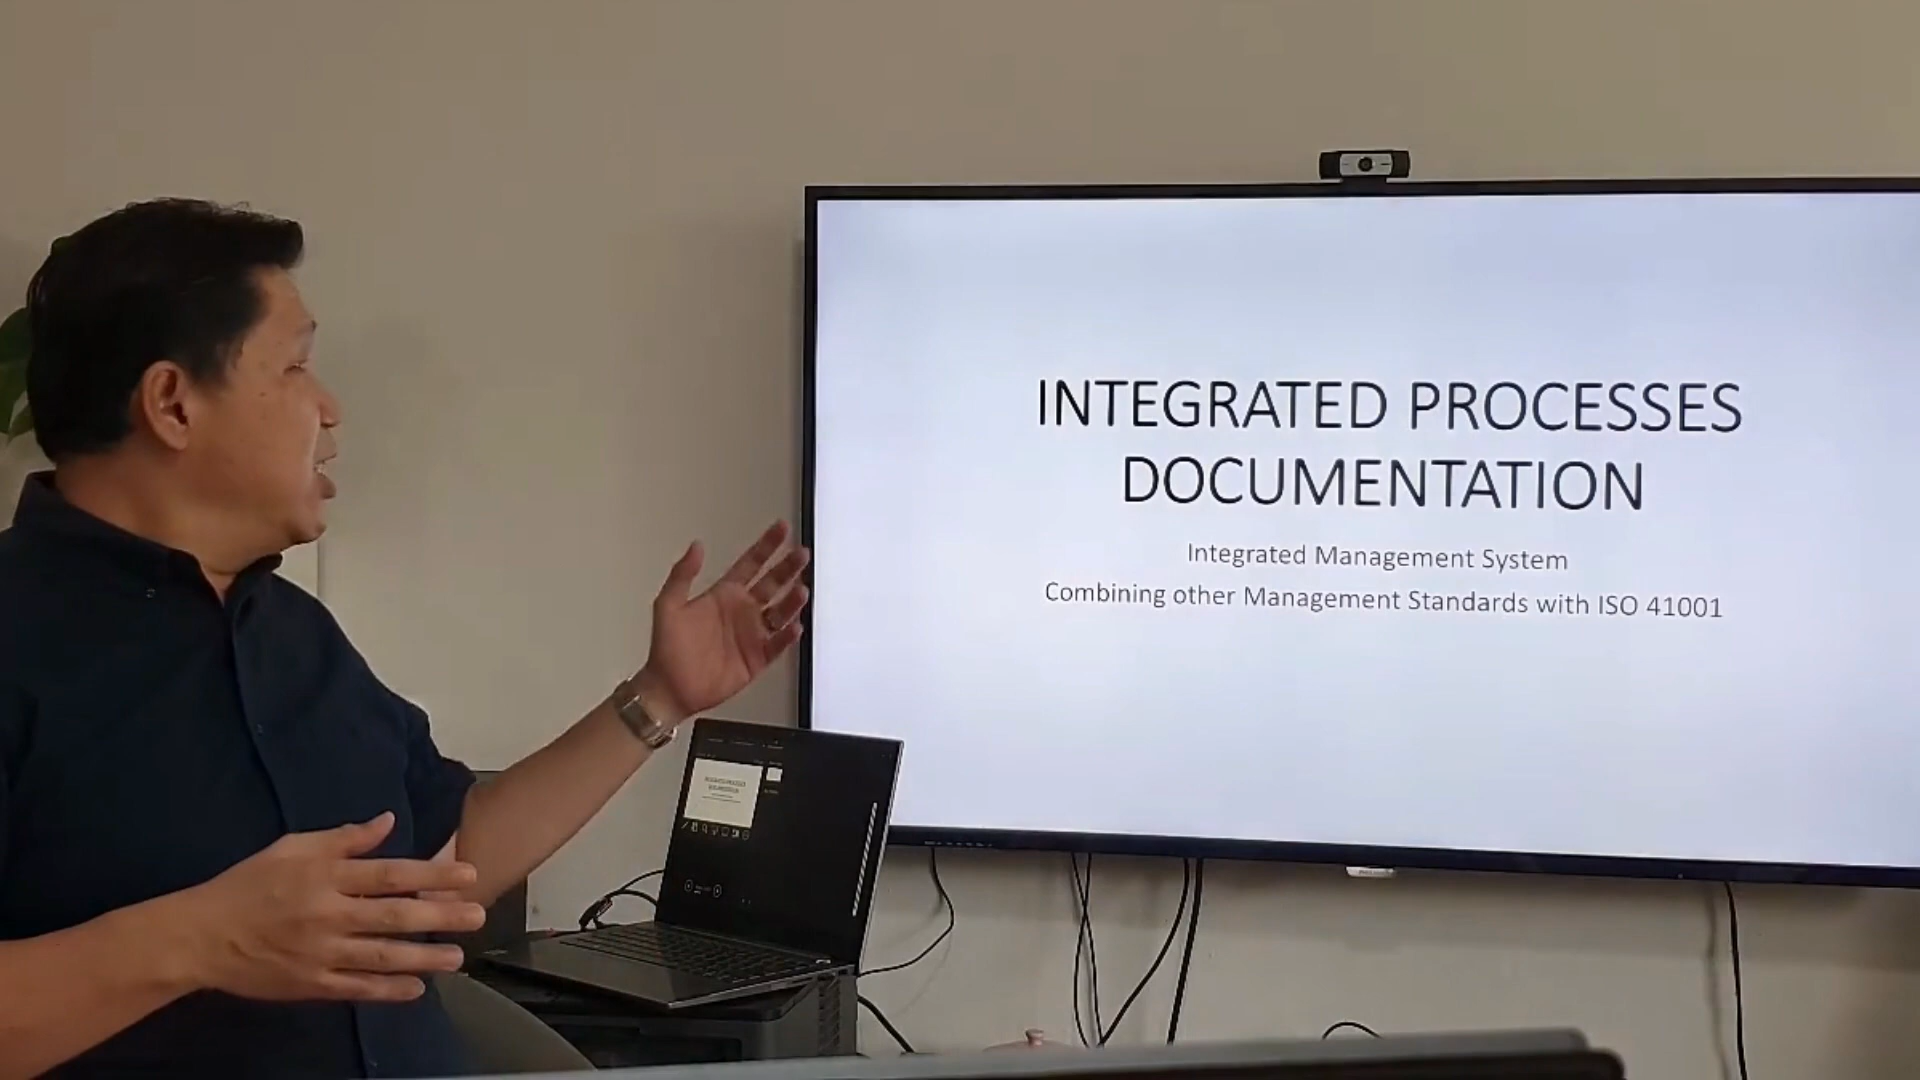 INTEGRATED PROCESSES
DOCUMENTATION
Integrated Management System
Combining other Management Standards with ISO 41001